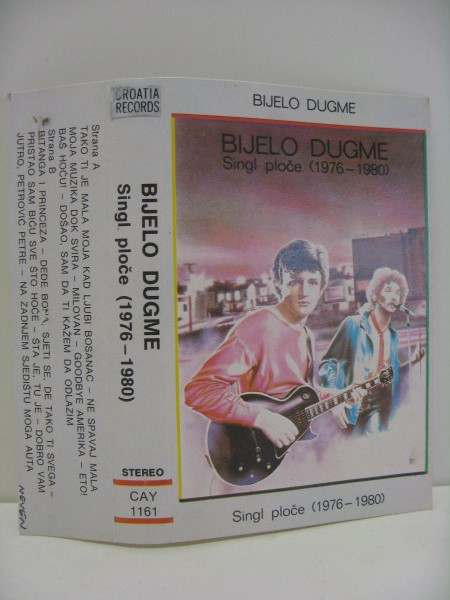 Strana A
TAKO TI JE MALA MOJA KAD LJUBI BOSANAC – NE SPAVAJ MALA
MOJA MUZIKA DOK SVIRA – MILOVAN – GOODBYE AMERIKA – ETO!
BAŠ HOĆU! – DOŠAO, SAM DA TI KAŽEM DA ODLAZIM
Strana B
BITANGA I PRINCEZA – DEDE BONA, SJETI SE, DE TAKO TI SVEGA –
PRISTAO SAM BIĆU SVE ŠTO HOĆE – ŠTA JE, TU JE – DOBRO VAM
JUTRO, PETROVIĆ PETRE – NA ZADNJEM SJEDIŠTU MOGA AUTA
NEVEN
CROATIA
RECORDS
BIJELO DUGME
Singl ploče (1976–1980)
STEREO
CAY
1161
BIJELO DUGME
BIJELO DUGME
Singl ploče (1976–1980)
Singl ploče (1976–1980)